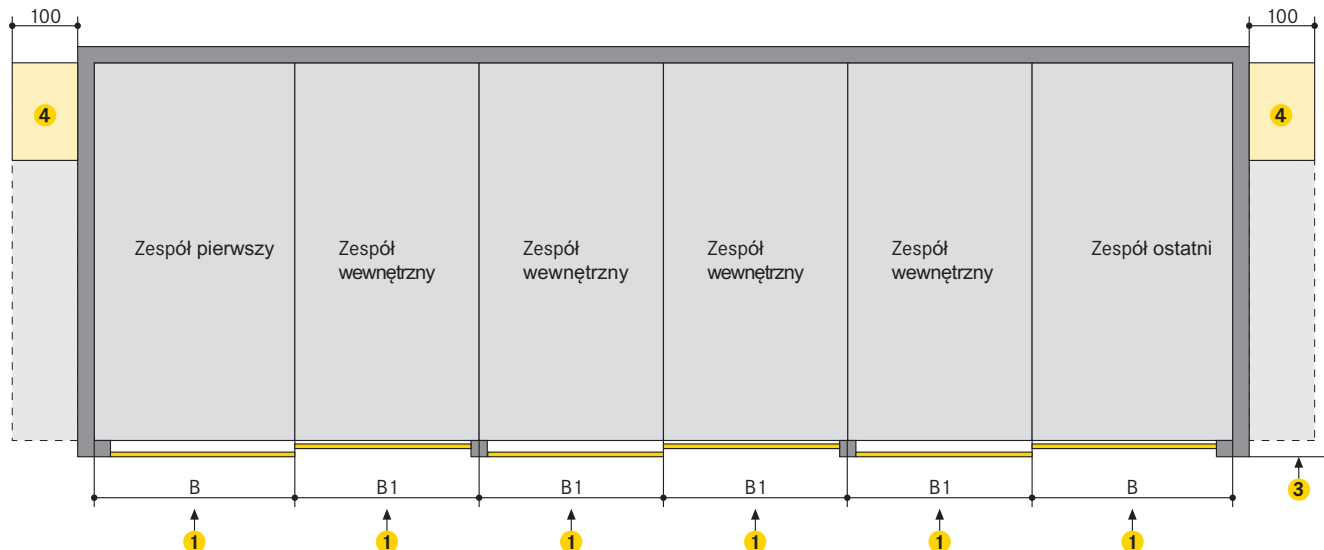 100
100
4
4
Zespół pierwszy
Zespół
wewnętrzny
Zespół
wewnętrzny
Zespół
wewnętrzny
Zespół
wewnętrzny
Zespół ostatni
B
B1
B1
B1
B1
B
3
1
1
1
1
1
1